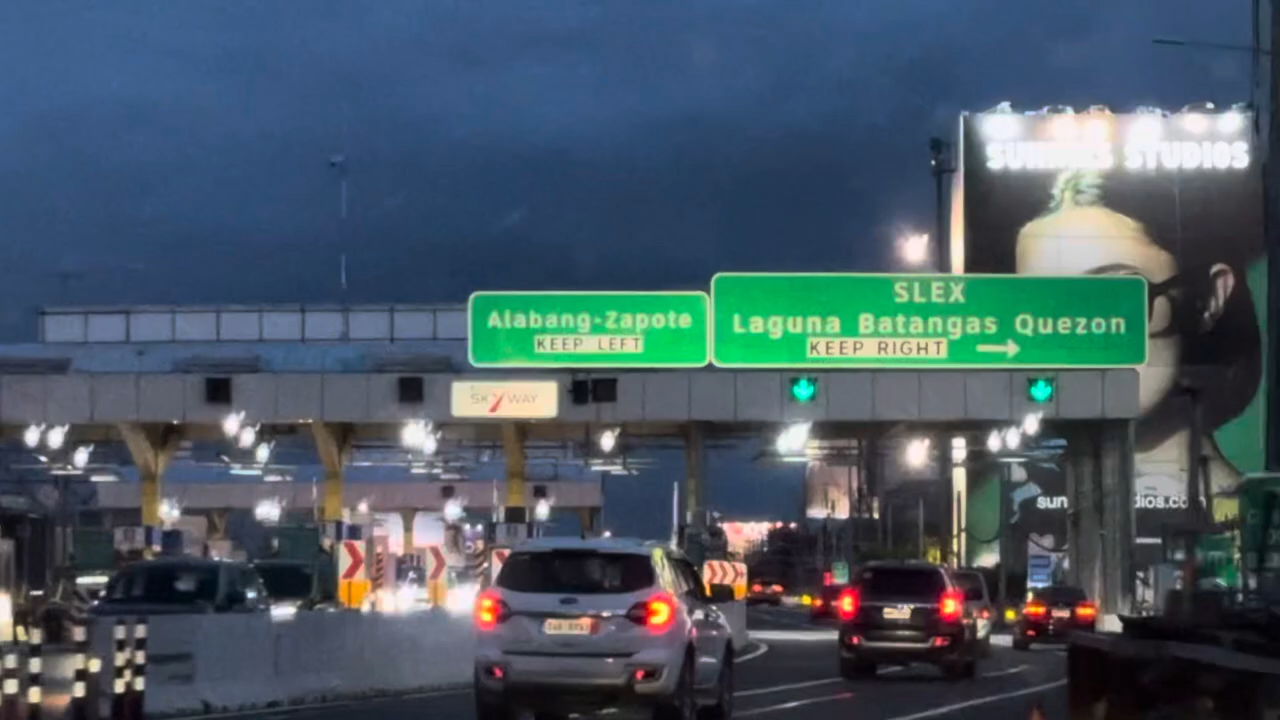 SUNNIES STUDIOS
SLEX
Alabang-Zapote
Laguna Batangas Quezon
KEEP LEFT
KEEP RIGHT
SKYWAY